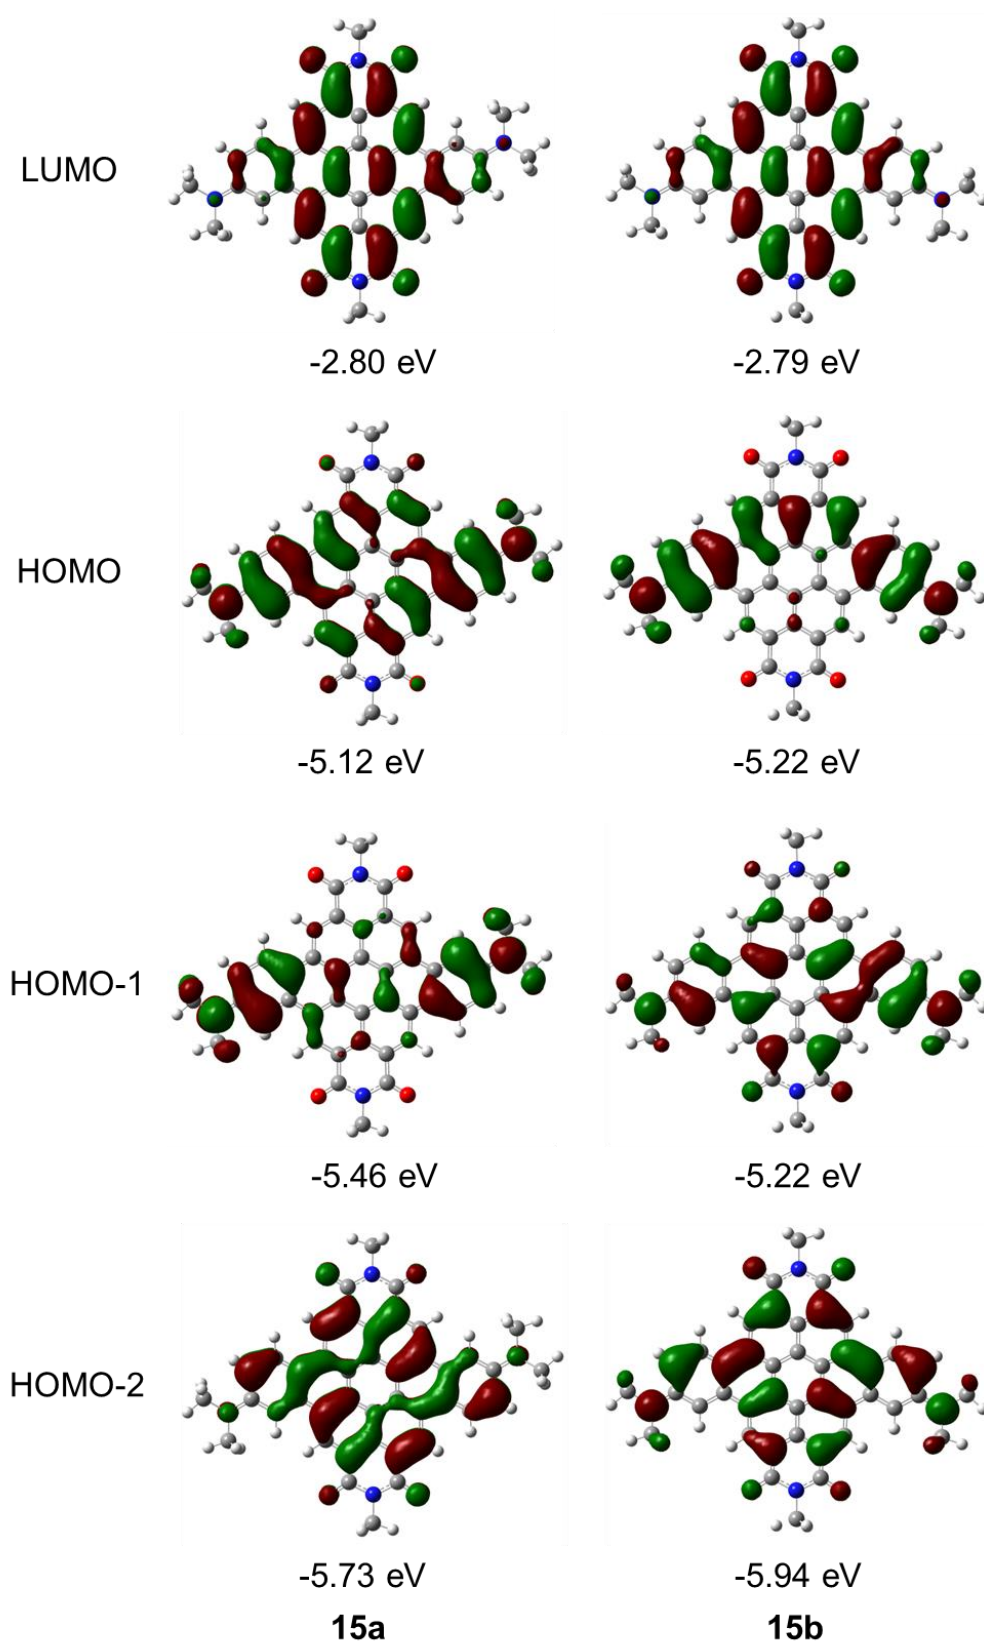 LUMO
-2.80 eV -2.79 eV
HOMO
-5.12 eV -5.22 eV
HOMO-1
-5.46 eV -5.22 eV
HOMO-2
-5.73 eV -5.94 eV
15a 15b